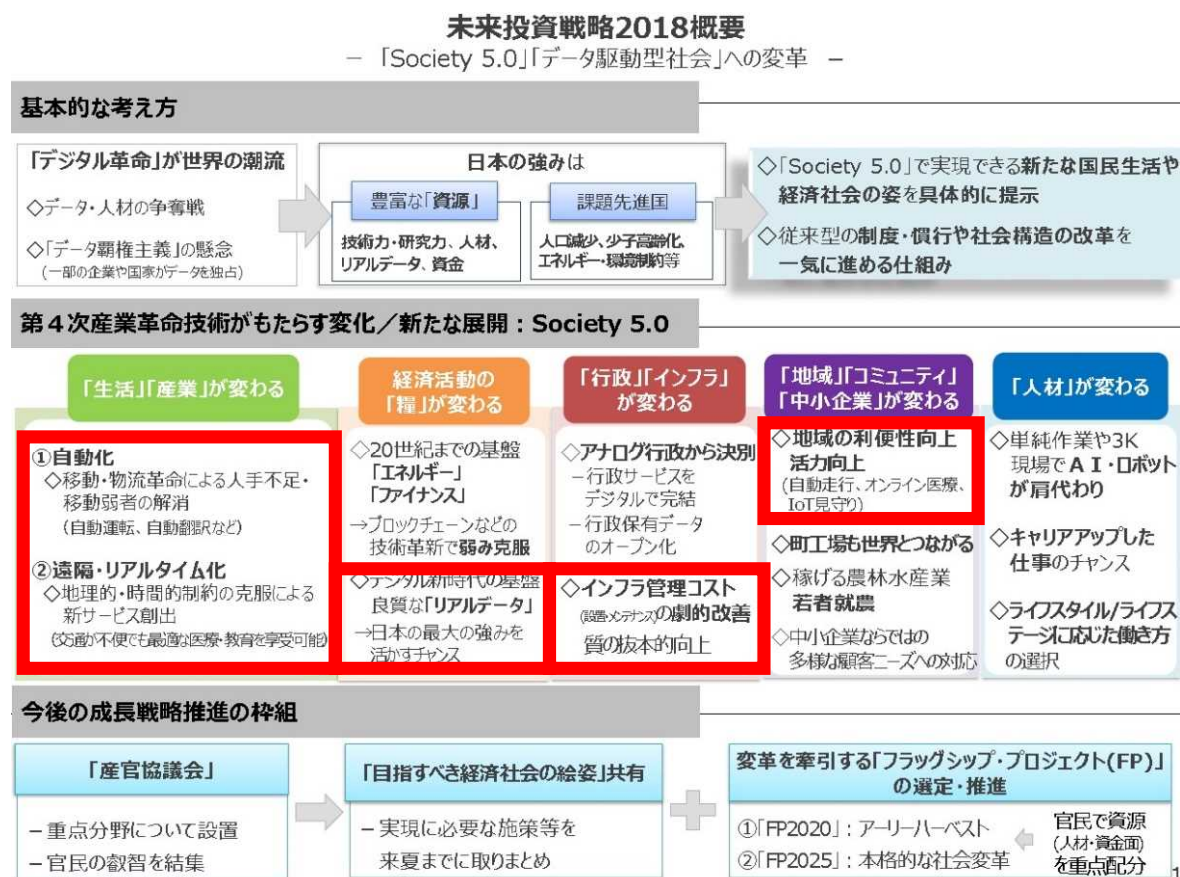 未来投資戦略2018概要
－ 「Society 5.0」「データ駆動型社会」への変革 －
基本的な考え方
「デジタル革命」が世界の潮流
◇データ・人材の争奪戦
◇「データ覇権主義」の懸念
(一部の企業や国家がデータを独占)
日本の強みは
豊富な「資源」
技術力・研究力、人材、
リアルデータ、資金
課題先進国
人口減少、少子高齢化、
エネルギー・環境制約等
◇「Society 5.0」で実現できる新たな国民生活や
経済社会の姿を具体的に提示
◇従来型の制度・慣行や社会構造の改革を
一気に進める仕組み
第４次産業革命技術がもたらす変化／新たな展開：Society 5.0
「生活」「産業」が変わる
①自動化
◇移動・物流革命による人手不足・
移動弱者の解消
(自動運転、自動翻訳など)
②遠隔・リアルタイム化
◇地理的・時間的制約の克服による
新サービス創出
(交通が不便でも最適な医療・教育を享受可能)
経済活動の
「糧」が変わる
◇20世紀までの基盤
「エネルギー」
「ファイナンス」
→ブロックチェーンなどの
技術革新で弱み克服
◇デジタル新時代の基盤
良質な「リアルデータ」
→日本の最大の強みを
活かすチャンス
「行政」「インフラ」
が変わる
◇アナログ行政から決別
－行政サービスを
デジタルで完結
－行政保有データ
のオープン化
◇インフラ管理コスト
(設置・メンテナンス)の劇的改善
質の抜本的向上
「地域」「コミュニティ」
「中小企業」が変わる
◇地域の利便性向上
活力向上
(自動走行、オンライン医療、
IoT見守り)
◇町工場も世界とつながる
◇稼げる農林水産業
若者就農
◇中小企業ならではの
多様な顧客ニーズへの対応
「人材」が変わる
◇単純作業や3K
現場でＡＩ・ロボット
が肩代わり
◇キャリアアップした
仕事のチャンス
◇ライフスタイル/ライフス
テージに応じた働き方
の選択
今後の成長戦略推進の枠組
「産官協議会」
－重点分野について設置
－官民の叡智を結集
「目指すべき経済社会の絵姿」共有
－実現に必要な施策等を
来夏までに取りまとめ
変革を牽引する「フラッグシップ・プロジェクト(FP)」
の選定・推進
①「FP2020」：アーリーハーベスト
②「FP2025」：本格的な社会変革
官民で資源
(人材・資金面)
を重点配分
1